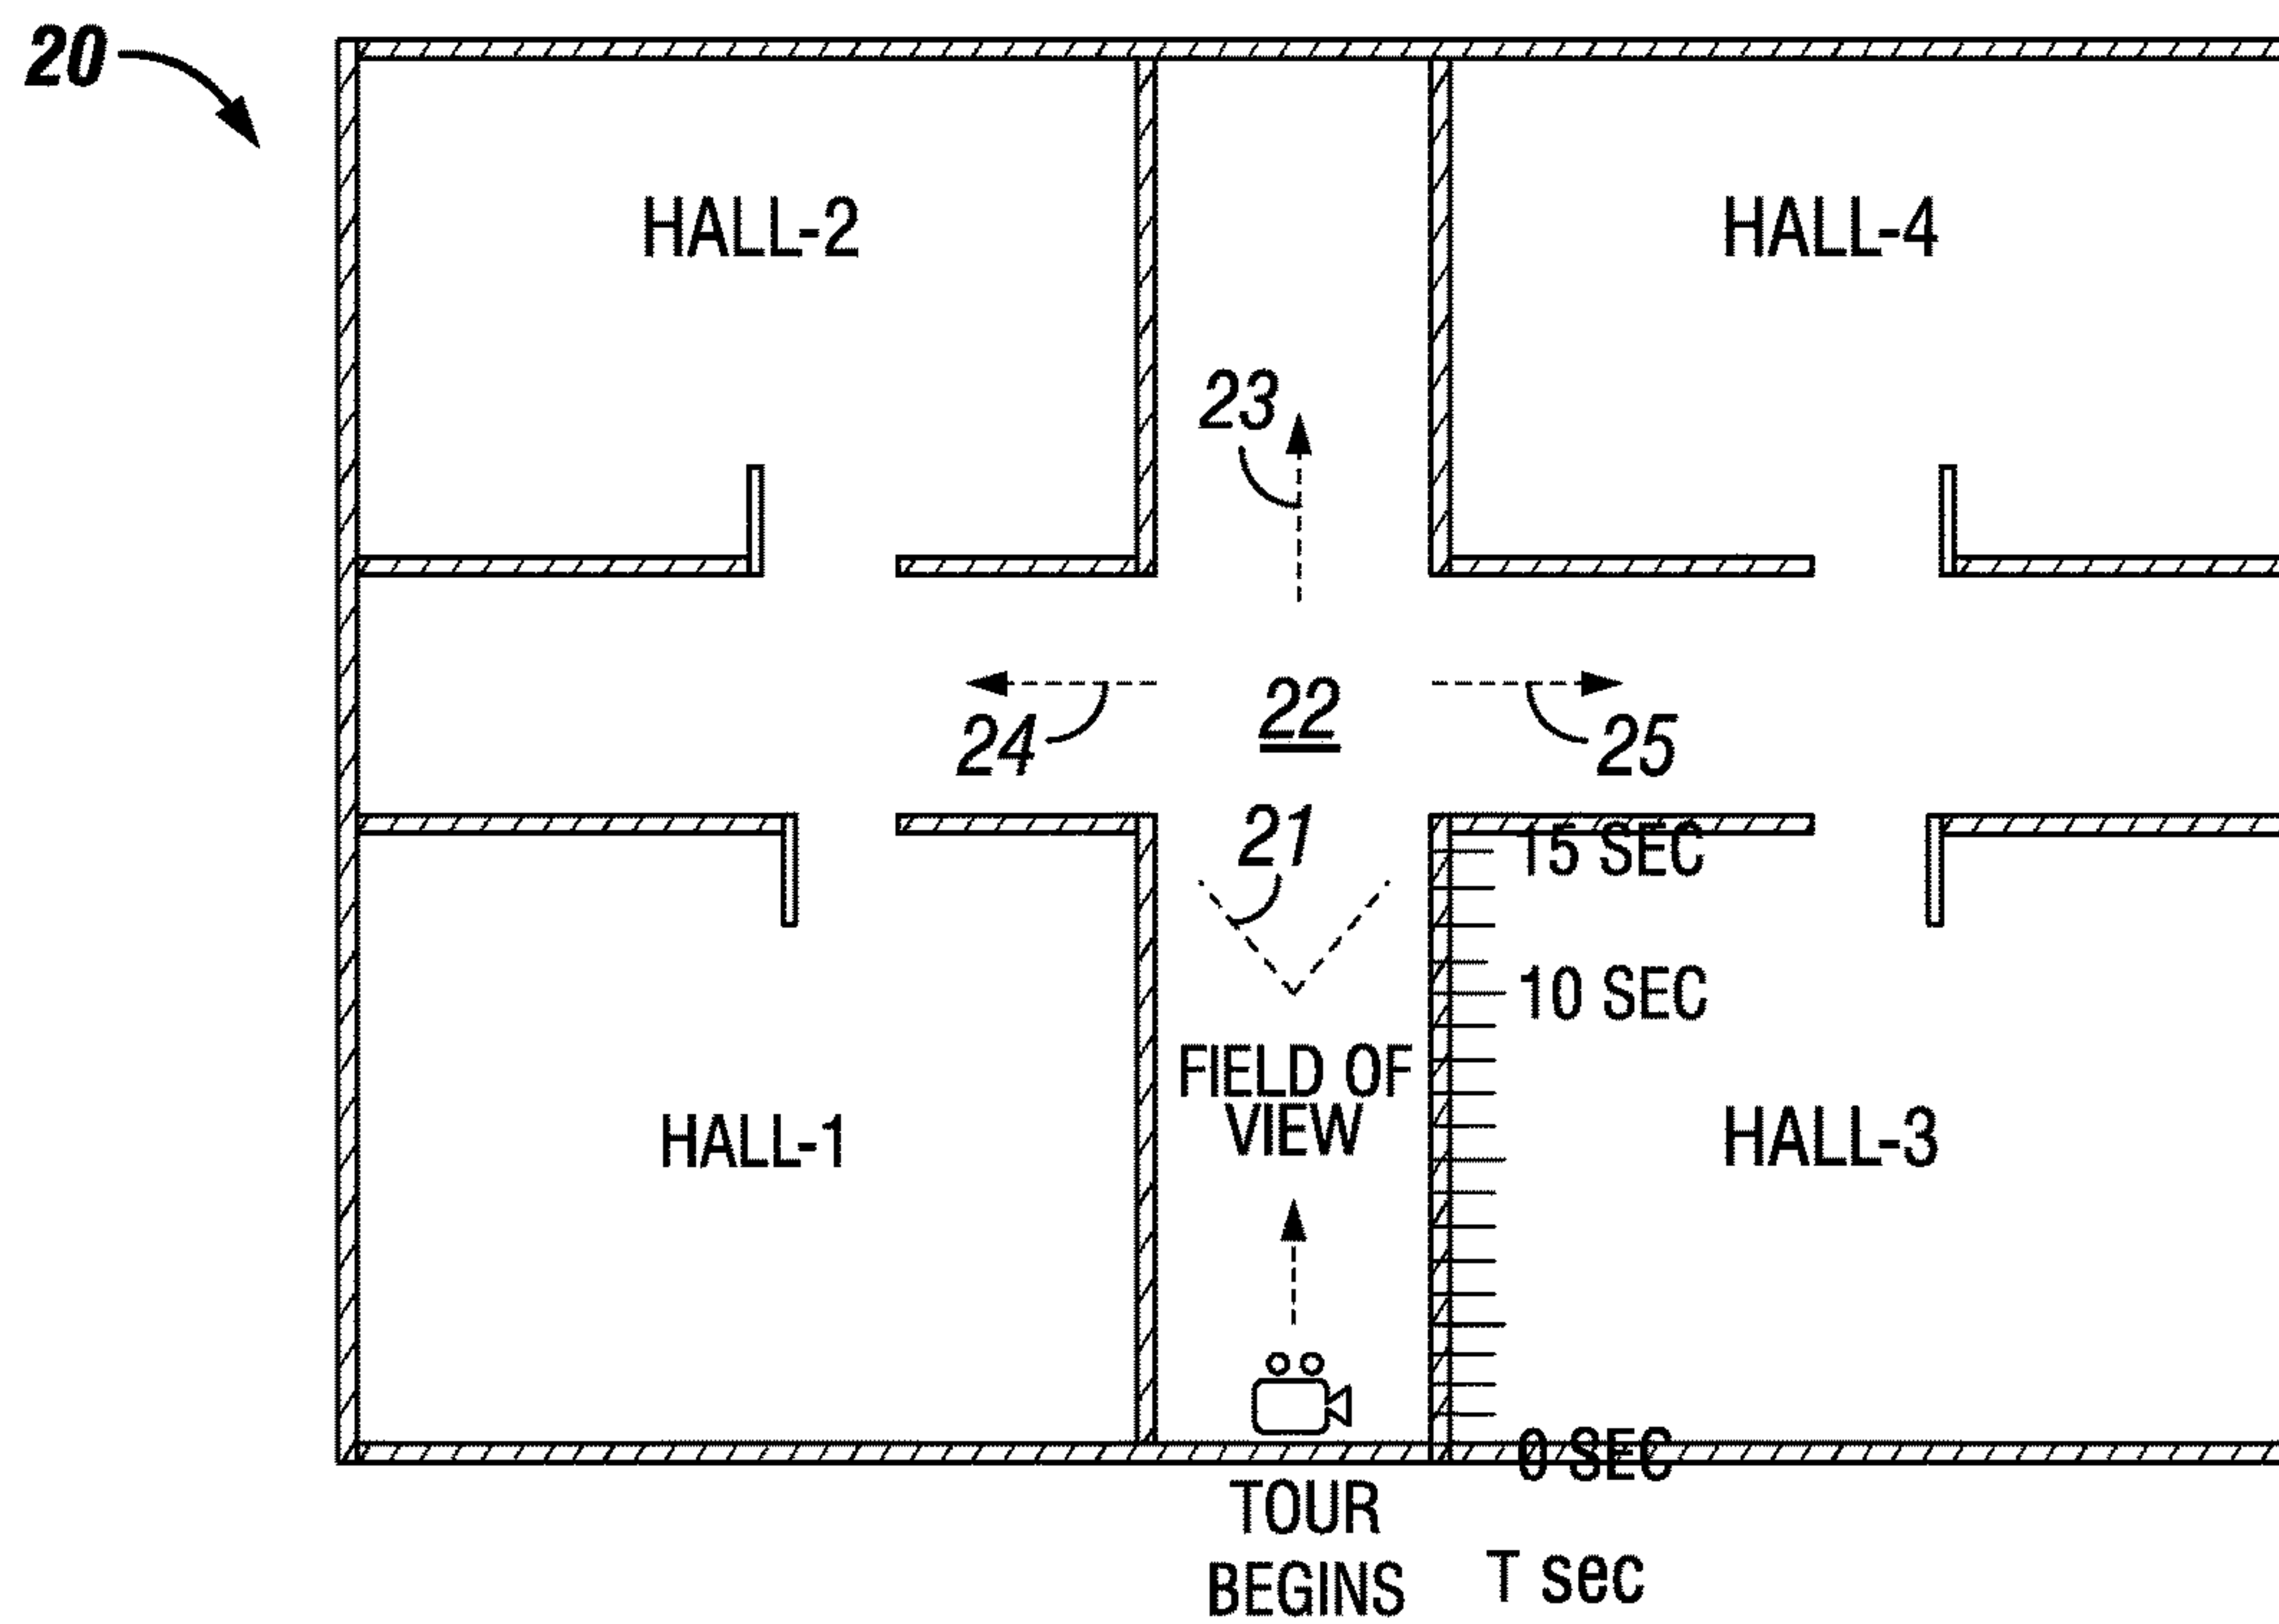 20
HALL-2
HALL-4
23
22
24
25
21
15 SEC
10 SEC
FIELD OF
VIEW
HALL-1
HALL-3
0 SEC
TOUR
BEGINS
T sec